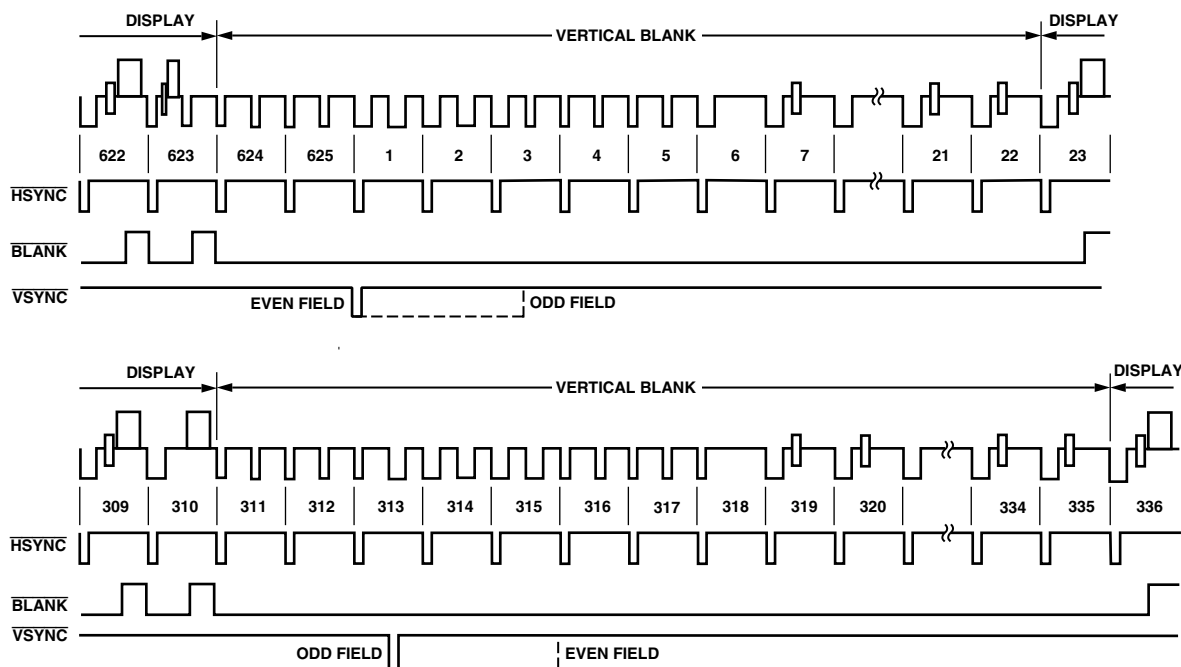 DISPLAY VERTICAL BLANK DISPLAY
622 623 624 625 1 2 3 4 5 6 7 21 22 23
HSYNC
BLANK
VSYNC
EVEN FIELD ODD FIELD
DISPLAY VERTICAL BLANK DISPLAY
309 310 311 312 313 314 315 316 317 318 319 320 334 335 336
HSYNC
BLANK
VSYNC
ODD FIELD EVEN FIELD